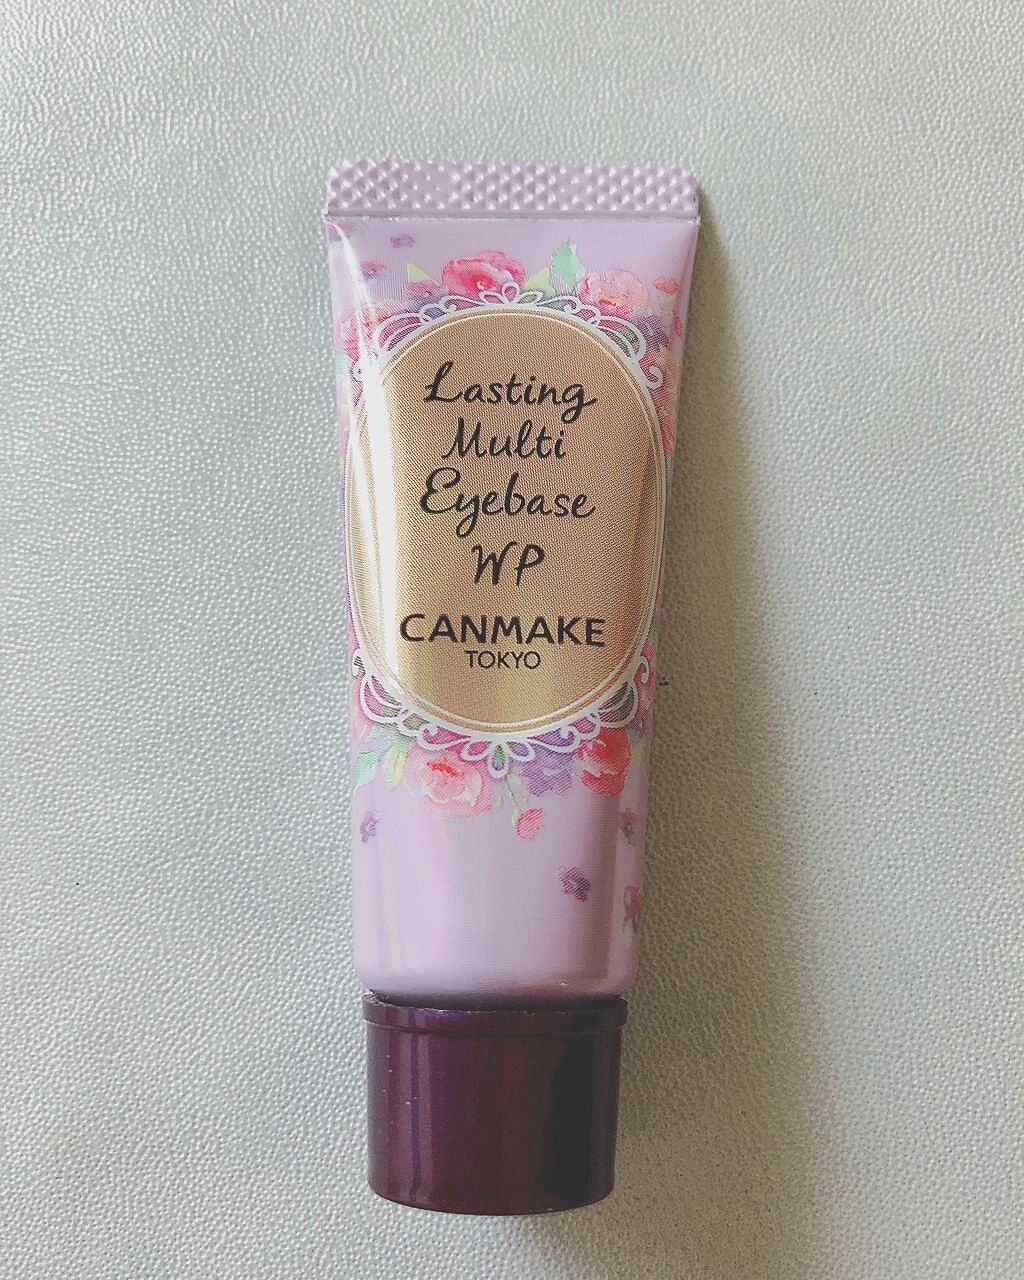 Lasting
Multi
Eyebase
WP
CANMAKE
TOKYO